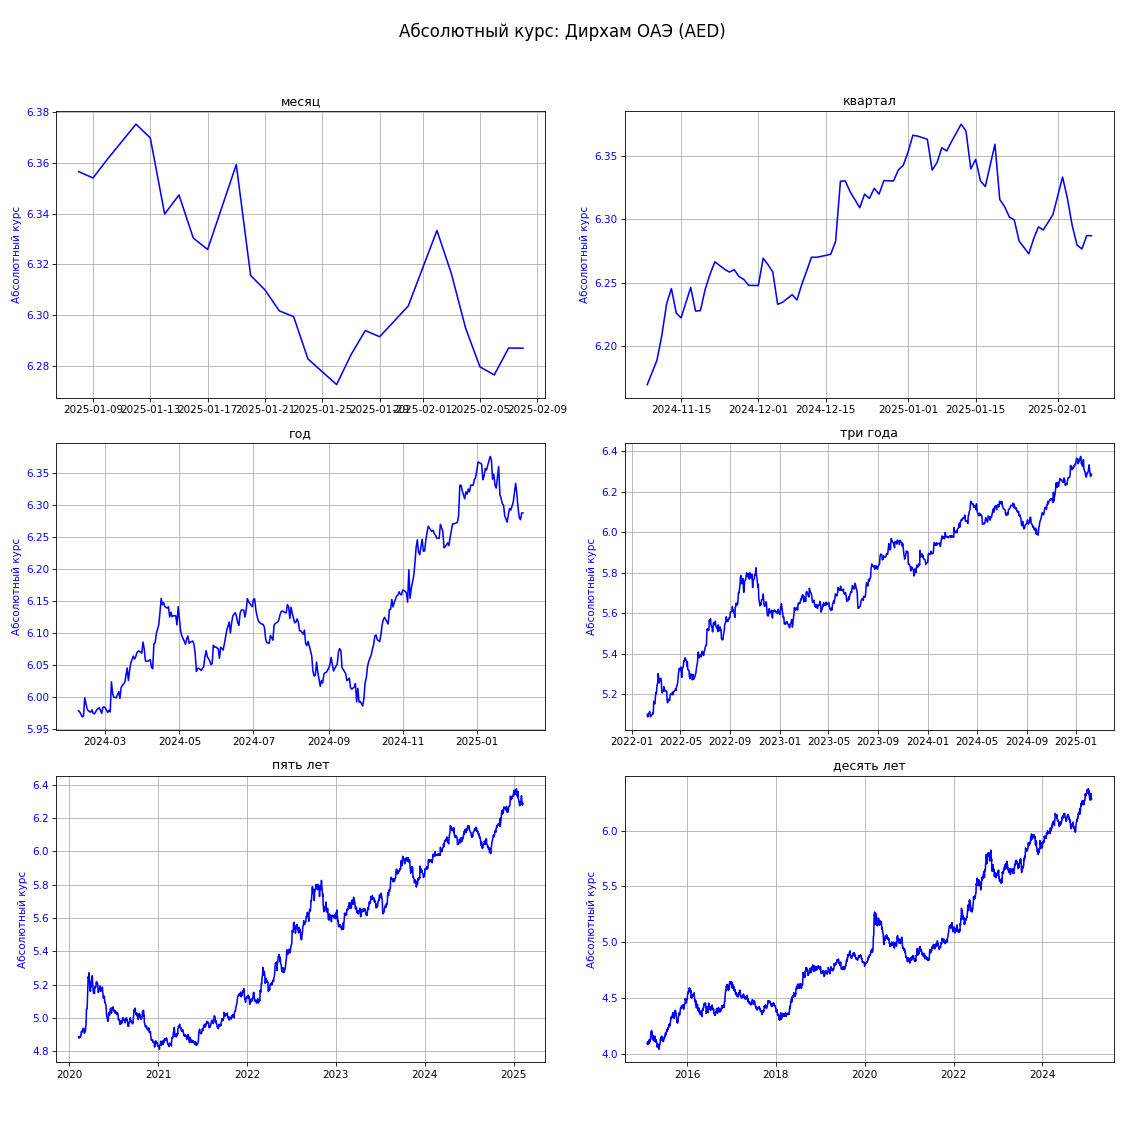 Абсолютный курс: Дирхам ОАЭ (AED)
месяц
Абсолютный курс
6.38
6.36
6.34
6.32
6.30
6.28
2025-01-09 2025-01-13 2025-01-17 2025-01-21 2025-01-25 2025-01-29 2025-02-01 2025-02-05 2025-02-09
квартал
Абсолютный курс
6.35
6.30
6.25
6.20
2024-11-15 2024-12-01 2024-12-15 2025-01-01 2025-01-15 2025-02-01
год
Абсолютный курс
6.35
6.30
6.25
6.20
6.15
6.10
6.05
6.00
5.95
2024-03 2024-05 2024-07 2024-09 2024-11 2025-01
три года
Абсолютный курс
6.4
6.2
6.0
5.8
5.6
5.4
5.2
2022-01 2022-05 2022-09 2023-01 2023-05 2023-09 2024-01 2024-05 2024-09 2025-01
пять лет
Абсолютный курс
6.4
6.2
6.0
5.8
5.6
5.4
5.2
5.0
4.8
2020 2021 2022 2023 2024 2025
десять лет
Абсолютный курс
6.0
5.5
5.0
4.5
4.0
2016 2018 2020 2022 2024